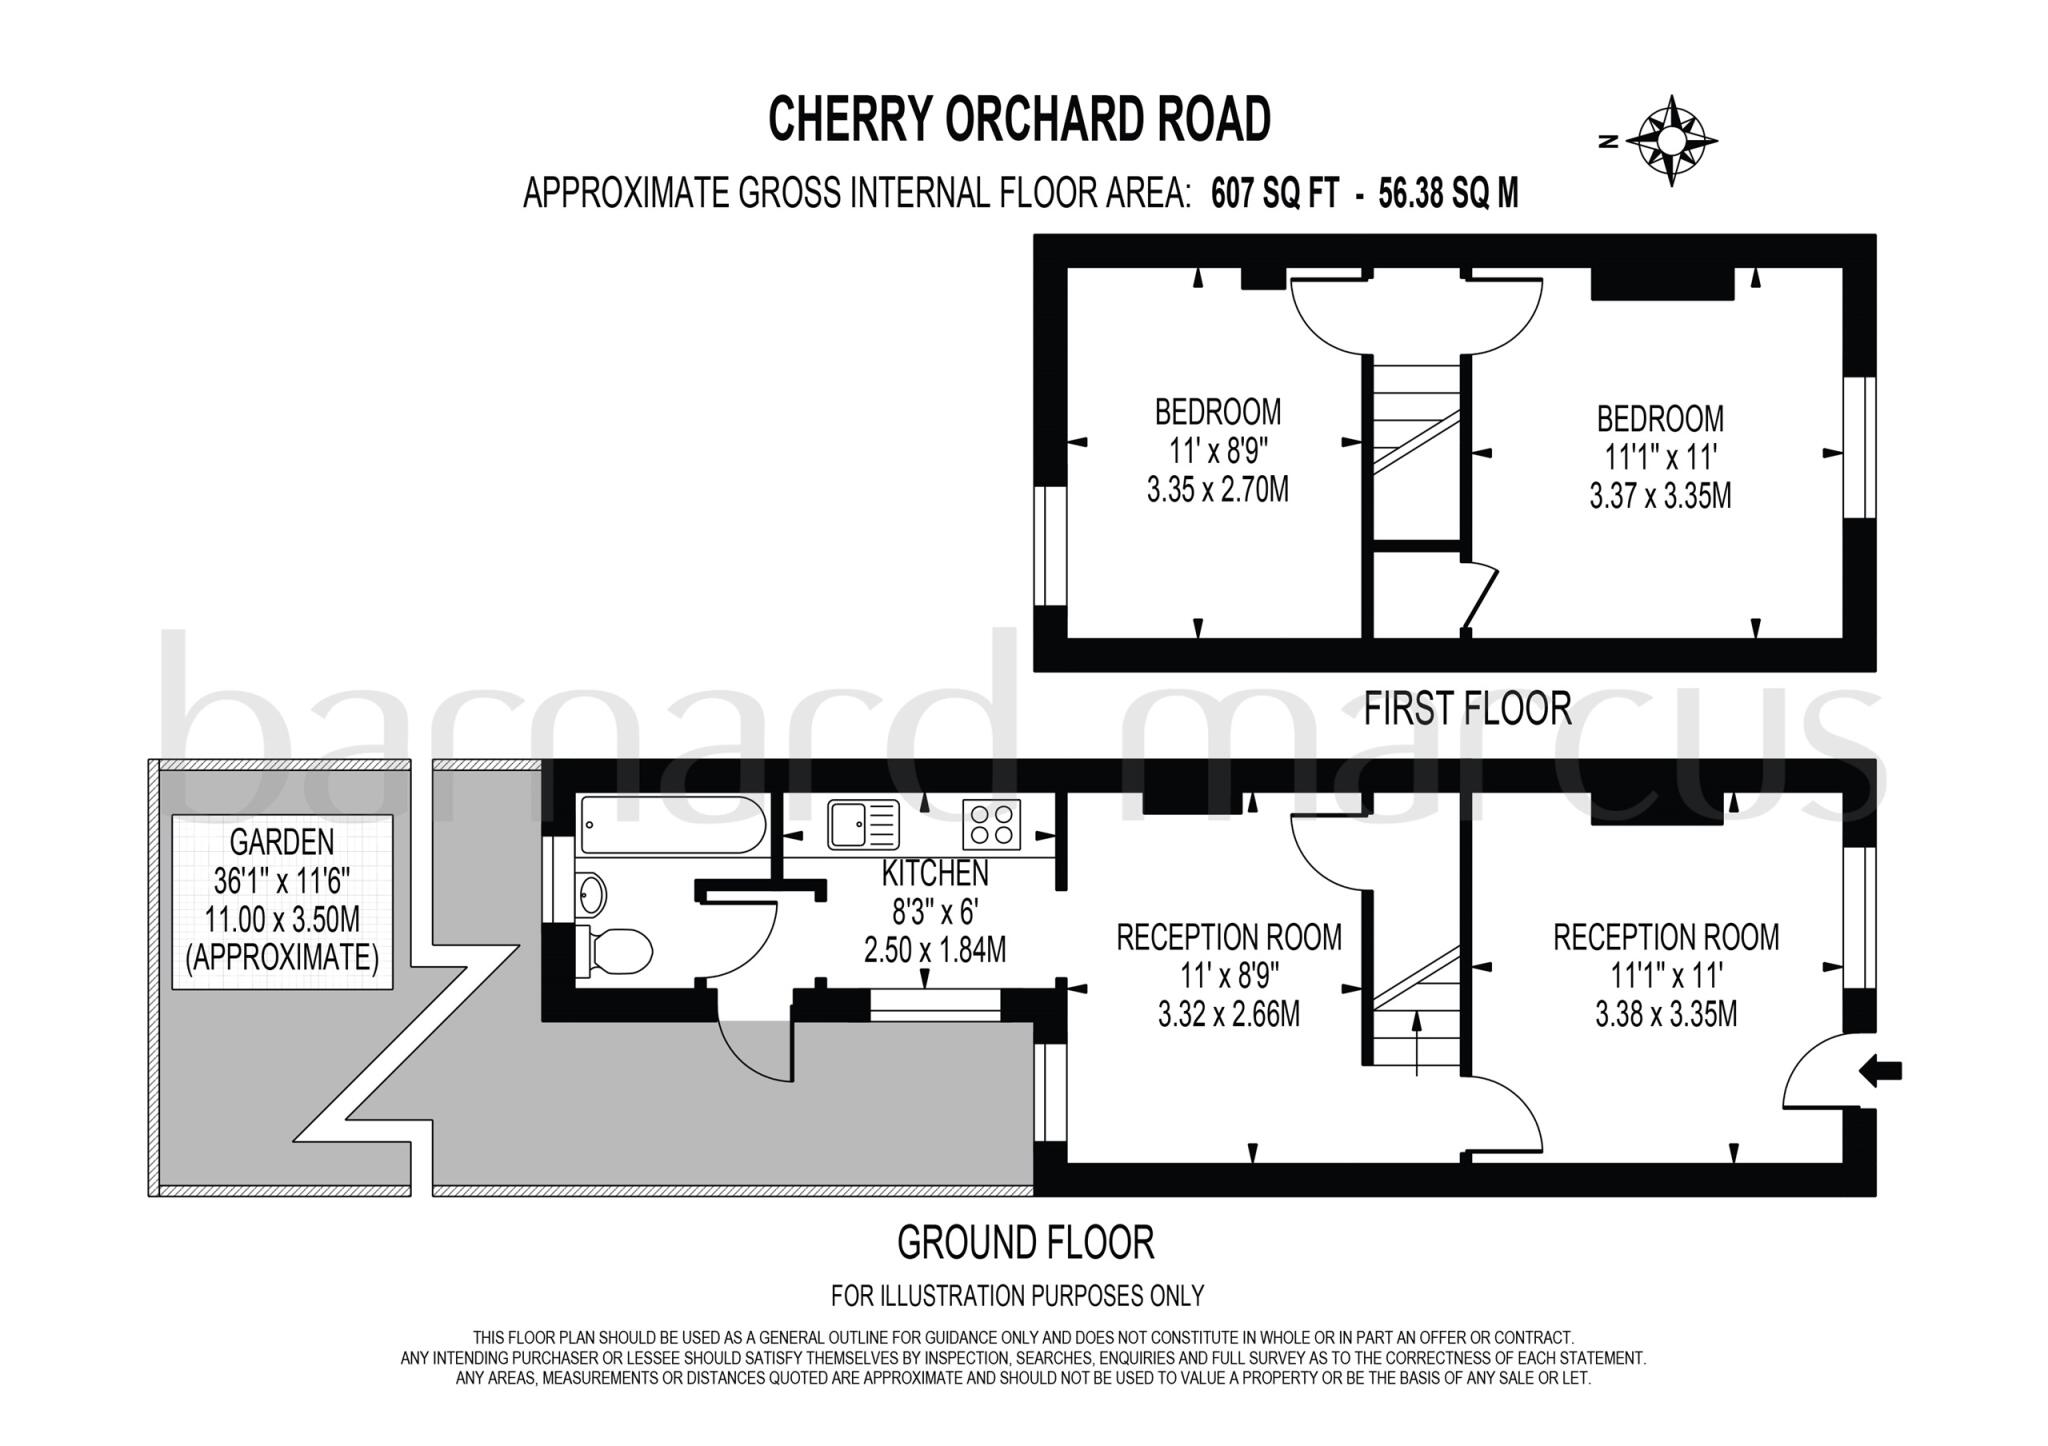 CHERRY ORCHARD ROAD
N
APPROXIMATE GROSS INTERNAL FLOOR AREA: 607 SQ FT - 56.38 SQ M
BEDROOM
11' x 8'9"
3.35 x 2.70M
BEDROOM
11'1" x 11'
3.37 x 3.35M
FIRST FLOOR
barnard marcus
GARDEN
36'1" x 11'6"
11.00 x 3.50M
(APPROXIMATE)
KITCHEN
8'3" x 6'
2.50 x 1.84M
RECEPTION ROOM
11' x 8'9"
3.32 x 2.66M
RECEPTION ROOM
11'1" x 11'
3.38 x 3.35M
GROUND FLOOR
FOR ILLUSTRATION PURPOSES ONLY
THIS FLOOR PLAN SHOULD BE USED AS A GENERAL OUTLINE FOR GUIDANCE ONLY AND DOES NOT CONSTITUTE IN WHOLE OR IN PART AN OFFER OR CONTRACT.
ANY INTENDING PURCHASER OR LESSEE SHOULD SATISFY THEMSELVES BY INSPECTION, SEARCHES, ENQUIRIES AND FULL SURVEY AS TO THE CORRECTNESS OF EACH STATEMENT.
ANY AREAS, MEASUREMENTS OR DISTANCES QUOTED ARE APPROXIMATE AND SHOULD NOT BE USED TO VALUE A PROPERTY OR BE THE BASIS OF ANY SALE OR LET.